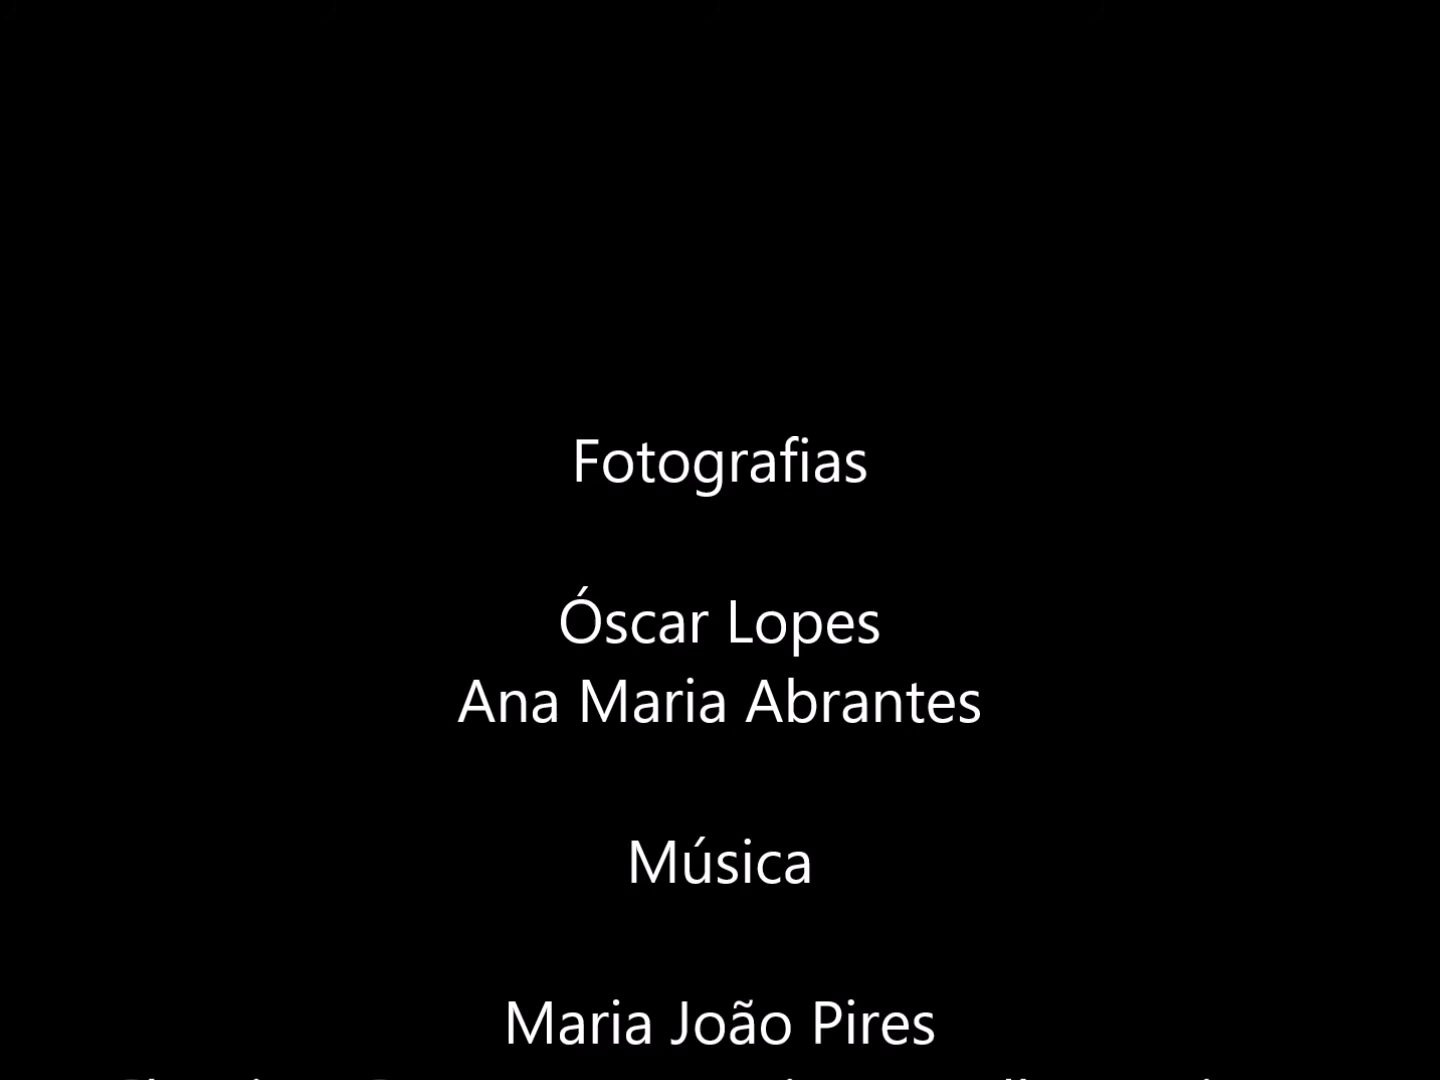 Fotografias
Óscar Lopes
Ana Maria Abrantes
Música
Maria João Pires